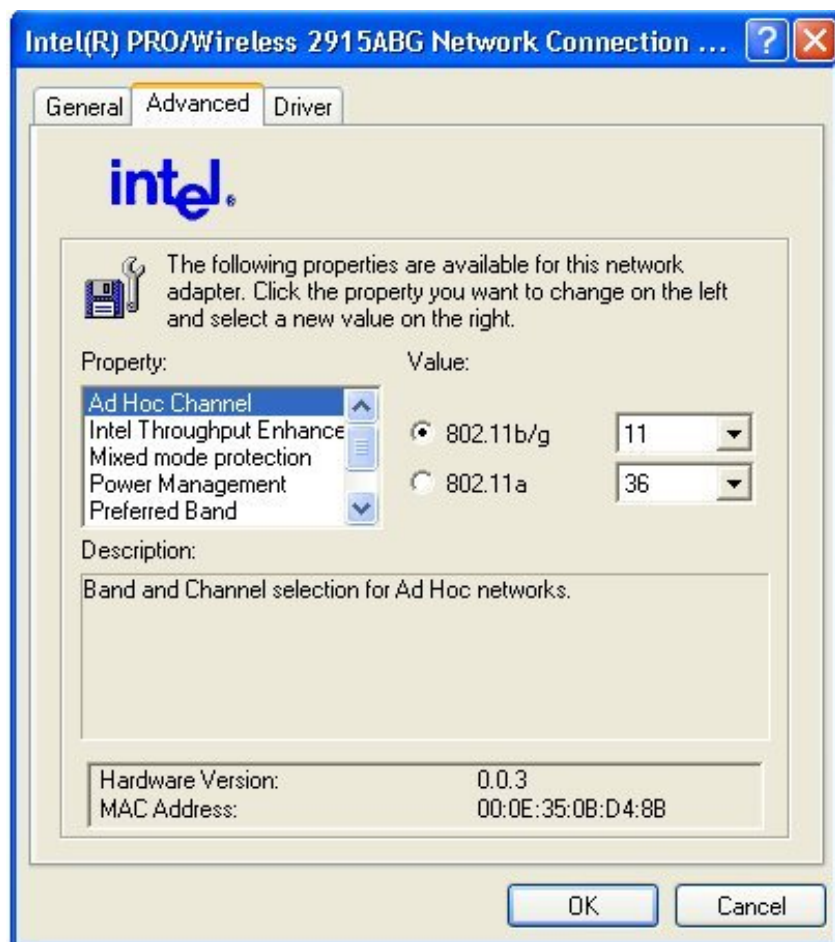 Intel(R) PRO/Wireless 2915ABG Network Connection ...
General
Advanced
Driver
intel.
The following properties are available for this network
adapter. Click the property you want to change on the left
and select a new value on the right.
Property:
Value:
Ad Hoc Channel
Intel Throughput Enhance
Mixed mode protection
Power Management
Preferred Band
802.11b/g
11
802.11a
36
Description:
Band and Channel selection for Ad Hoc networks.
Hardware Version: 0.0.3
MAC Address: 00:0E:35:0B:D4:8B
OK
Cancel